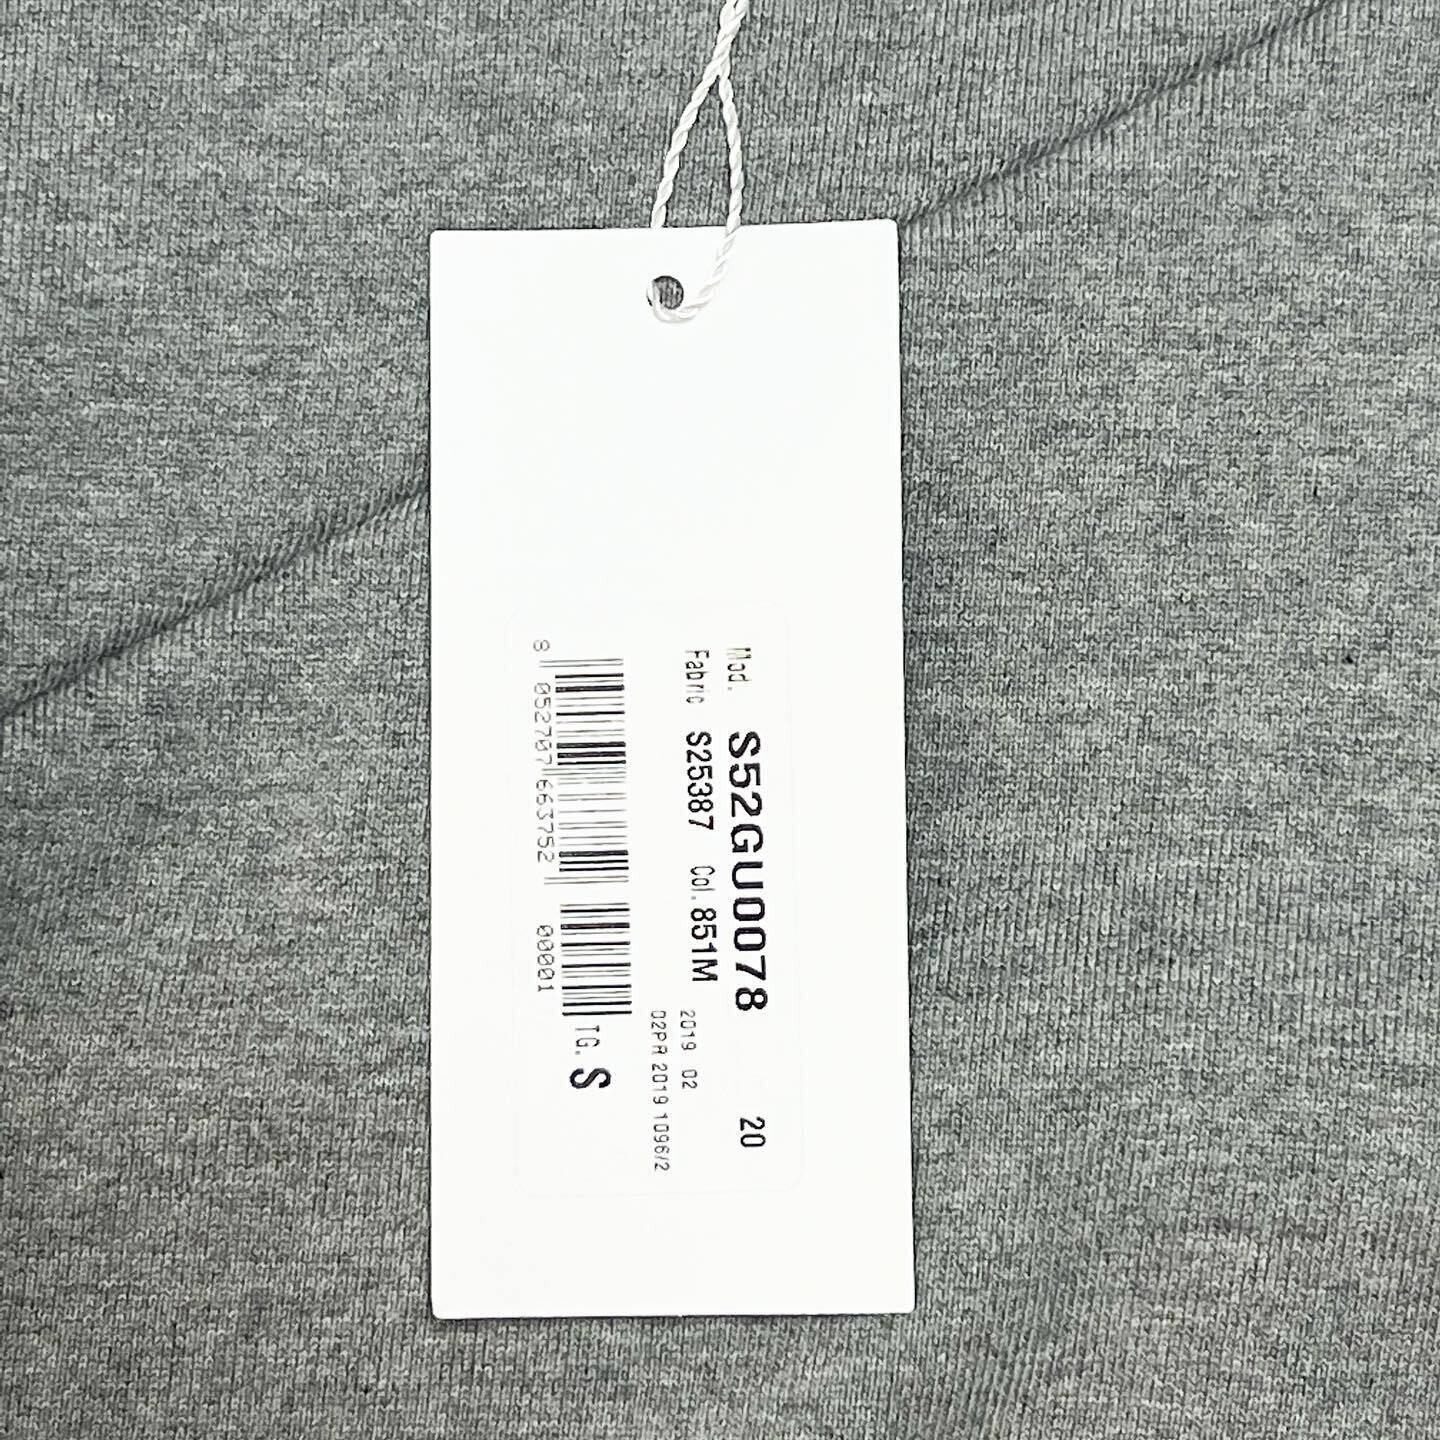 Mod. S52GU0078 20
Fabric S25387 Col. 851M 2019 02
02PR 2019 1096/2
8 052707 663752 00001 TG. S